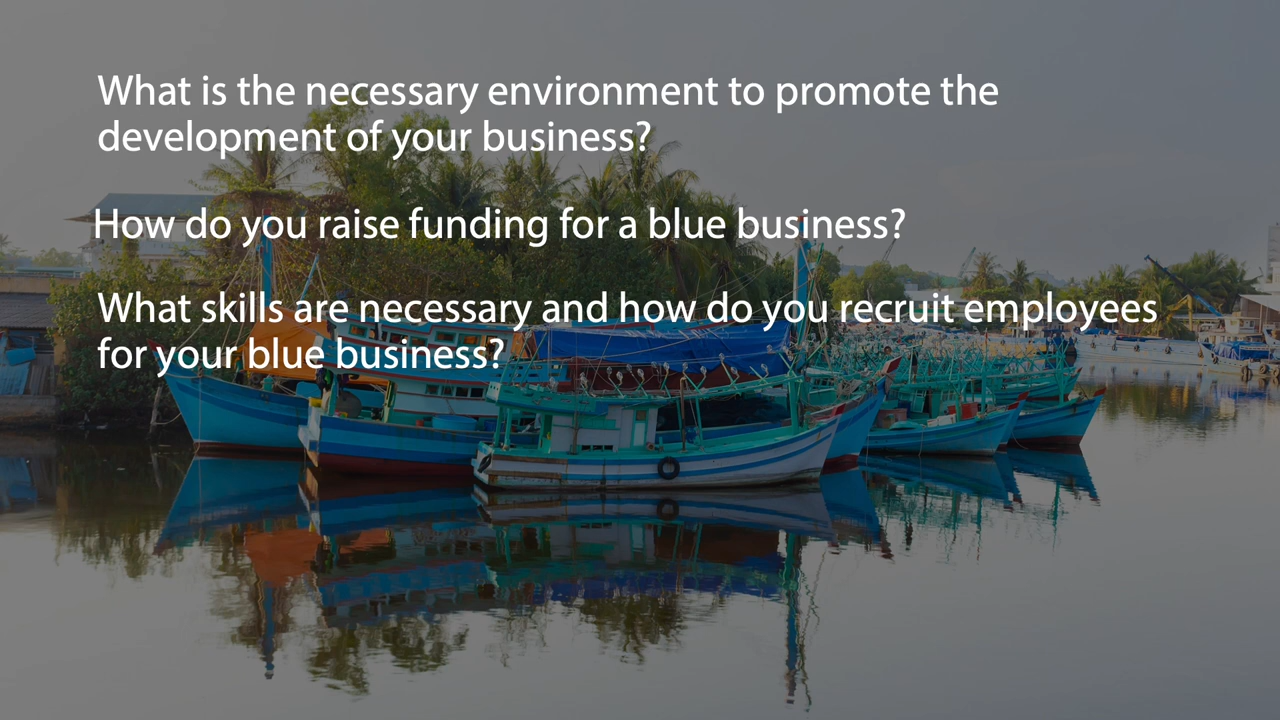 What is the necessary environment to promote the
development of your business?
How do you raise funding for a blue business?
What skills are necessary and how do you recruit employees
for your blue business?